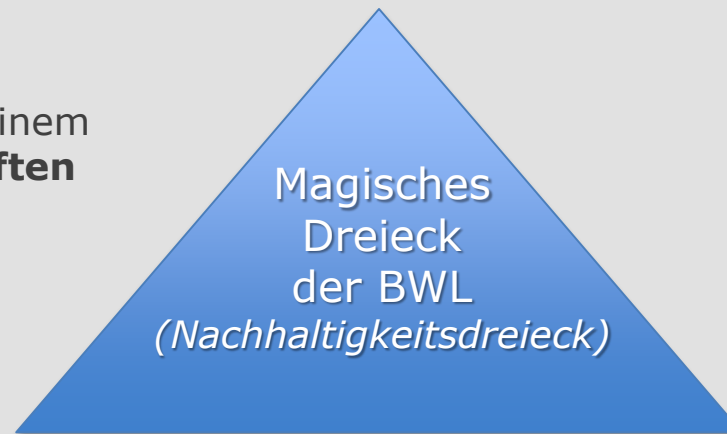 inem
ften
Magisches
Dreieck
der BWL
(Nachhaltigkeitsdreieck)